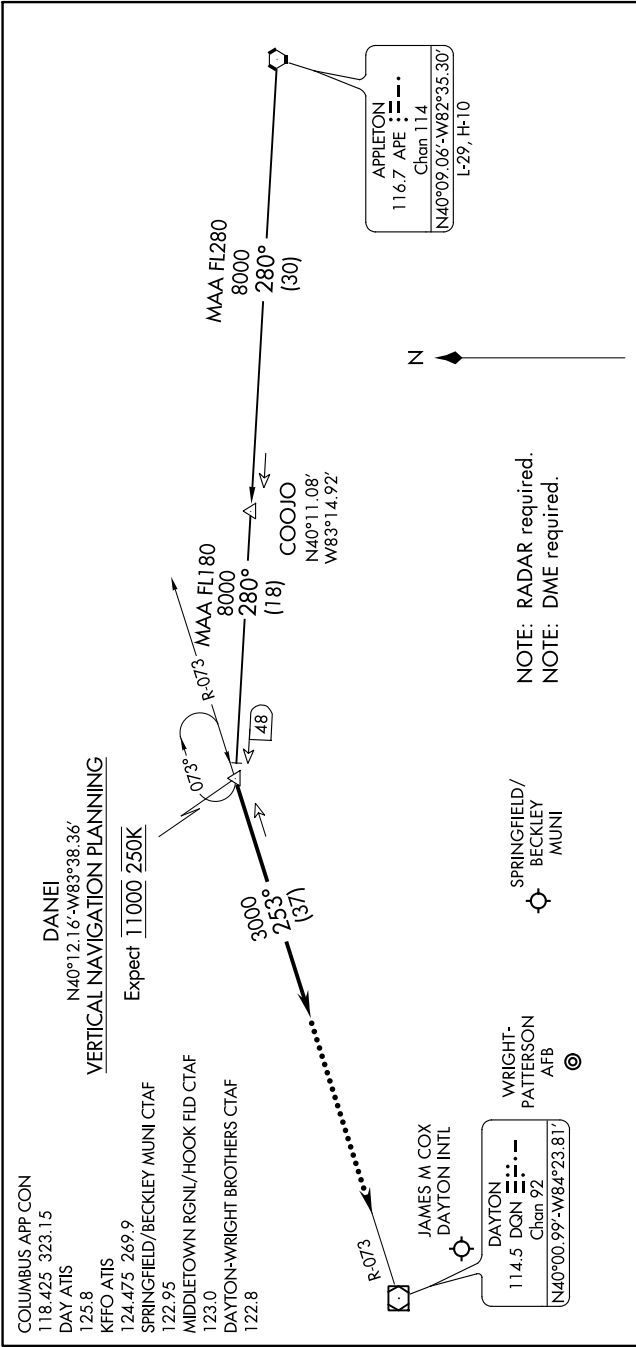 COLUMBUS APP CON
118.425 323.15
DAY ATIS
125.8
KFFO ATIS
124.475 269.9
SPRINGFIELD/BECKLEY MUNI CTAF
122.95
MIDDLETOWN RGNL/HOOK FLD CTAF
123.0
DAYTON-WRIGHT BROTHERS CTAF
122.8
DANEI
N40°12.16'-W83°38.36'
VERTICAL NAVIGATION PLANNING
Expect 11000 250K
073°
R-073
48
MAA FL180
8000
280°
(18)
COOJO
N40°11.08'
W83°14.92'
MAA FL280
8000
280°
(30)
APPLETON
116.7 APE
Chan 114
N40°09.06'-W82°35.30'
L-29, H-10
3000
253°
(37)
R-073
JAMES M COX
DAYTON INTL
DAYTON
114.5 DQN
Chan 92
N40°00.99'-W84°23.81'
WRIGHT-
PATTERSON
AFB
SPRINGFIELD/
BECKLEY
MUNI
NOTE: RADAR required.
NOTE: DME required.
N